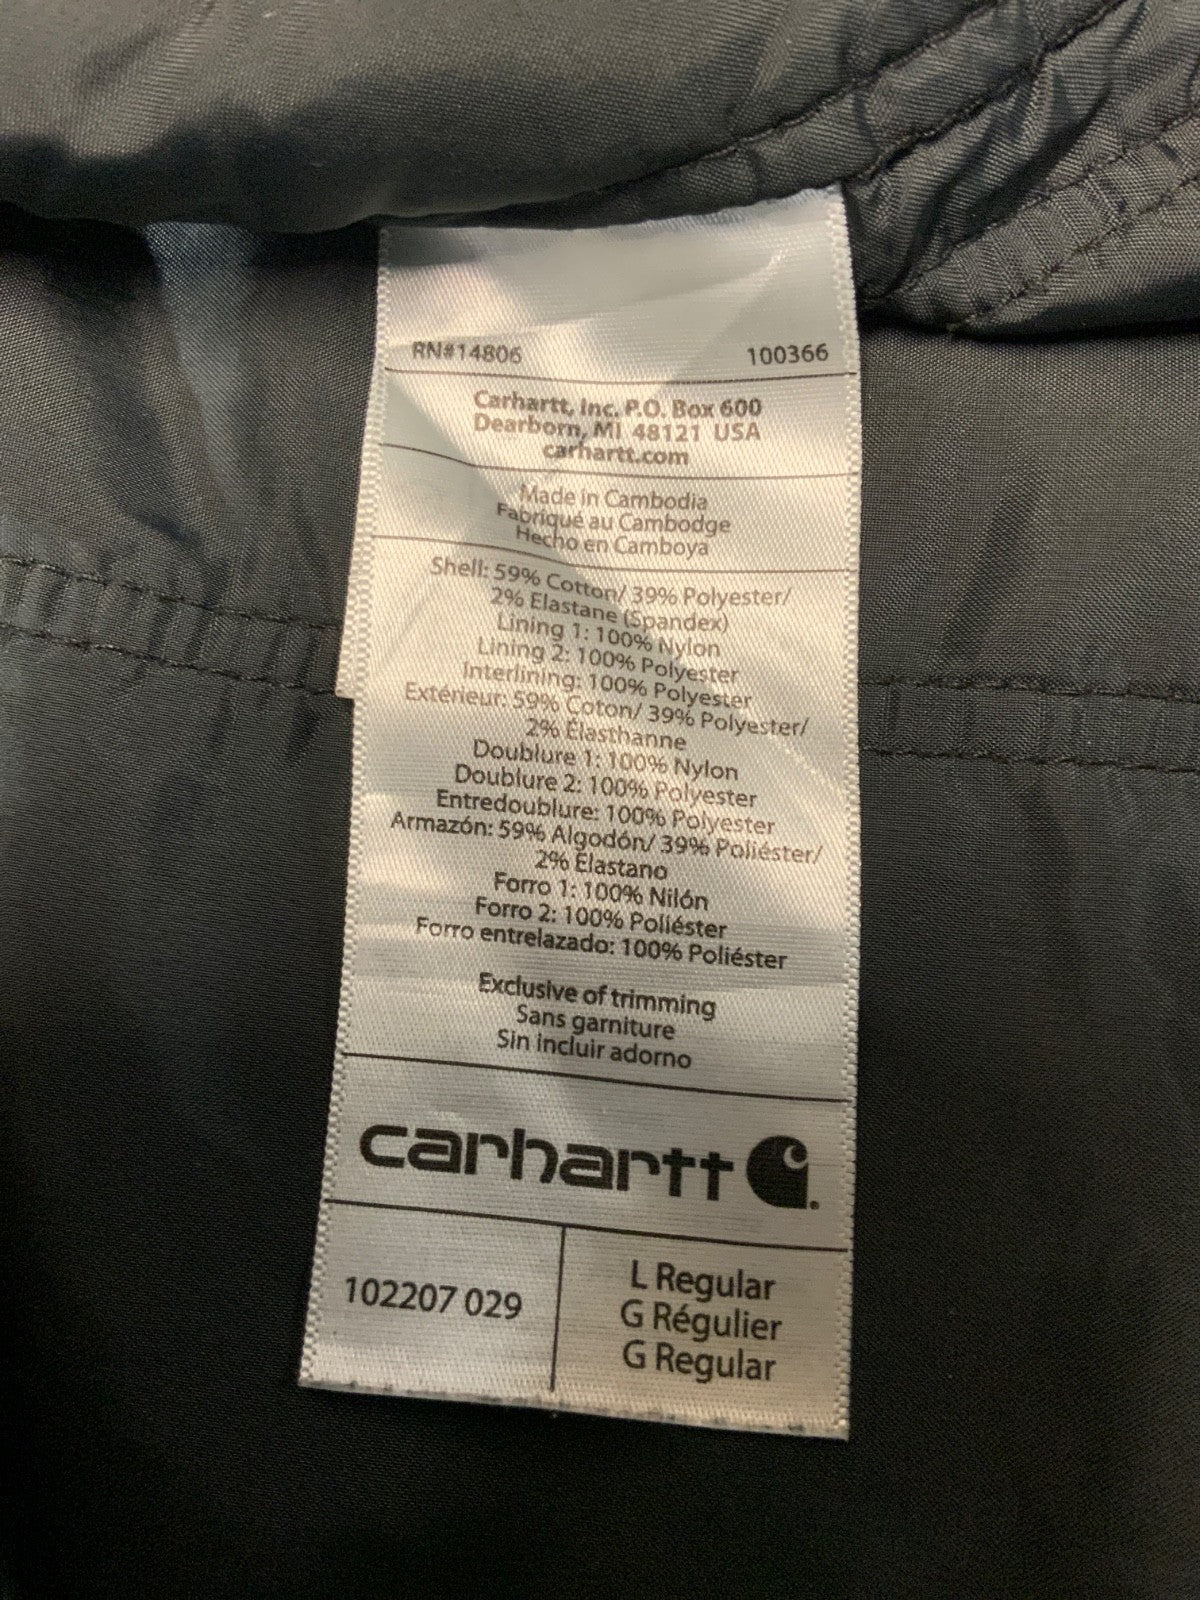 RN#14806 100366
Carhartt, Inc. P.O. Box 600
Dearborn, MI 48121 USA
carhartt.com
Made in Cambodia
Fabriqué au Cambodge
Hecho en Camboya
Shell: 59% Cotton/ 39% Polyester/
2% Elastane (Spandex)
Lining 1: 100% Nylon
Lining 2: 100% Polyester
Interlining: 100% Polyester
Extérieur: 59% Coton/ 39% Polyester/
2% Élasthanne
Doublure 1: 100% Nylon
Doublure 2: 100% Polyester
Entredoublure: 100% Polyester
Armazón: 59% Algodón/ 39% Poliéster/
2% Elastano
Forro 1: 100% Nilón
Forro 2: 100% Poliéster
Forro entrelazado: 100% Poliéster
Exclusive of trimming
Sans garniture
Sin incluir adorno
carhartt
102207 029
L Regular
G Régulier
G Regular